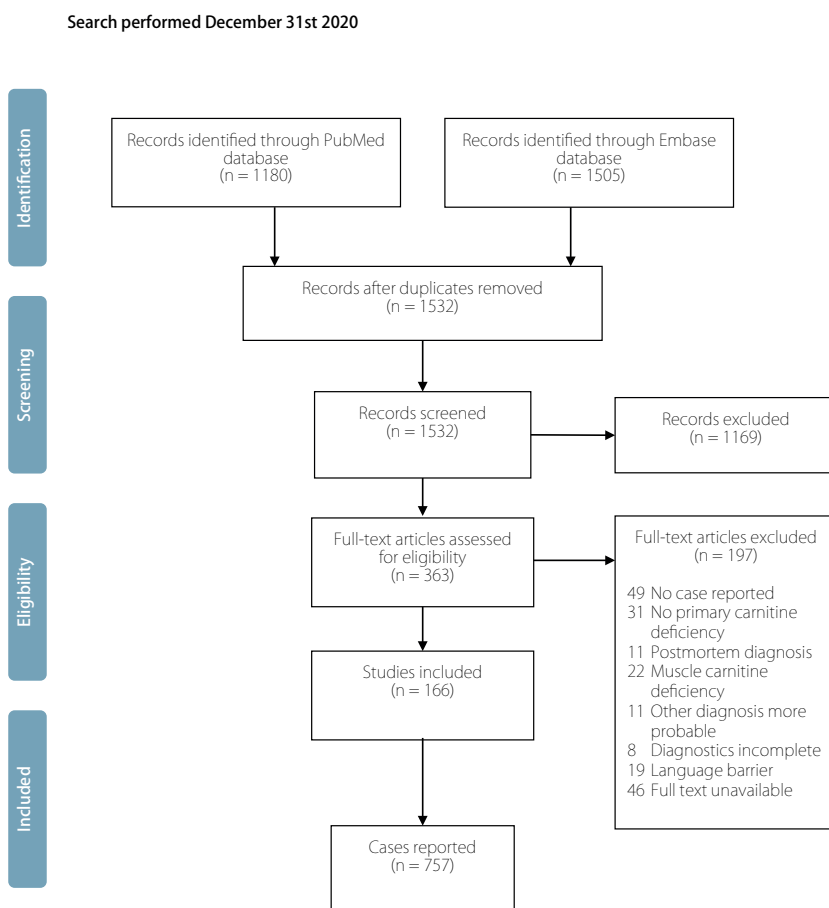 Search performed December 31st 2020
Identification
Records identified through PubMed
database
(n = 1180)
Records identified through Embase
database
(n = 1505)
Records after duplicates removed
(n = 1532)
Screening
Records screened
(n = 1532)
Records excluded
(n = 1169)
Eligibility
Full-text articles assessed
for eligibility
(n = 363)
Full-text articles excluded
(n = 197)
49 No case reported
31 No primary carnitine
deficiency
11 Postmortem diagnosis
22 Muscle carnitine
deficiency
11 Other diagnosis more
probable
8 Diagnostics incomplete
19 Language barrier
46 Full text unavailable
Studies included
(n = 166)
Included
Cases reported
(n = 757)